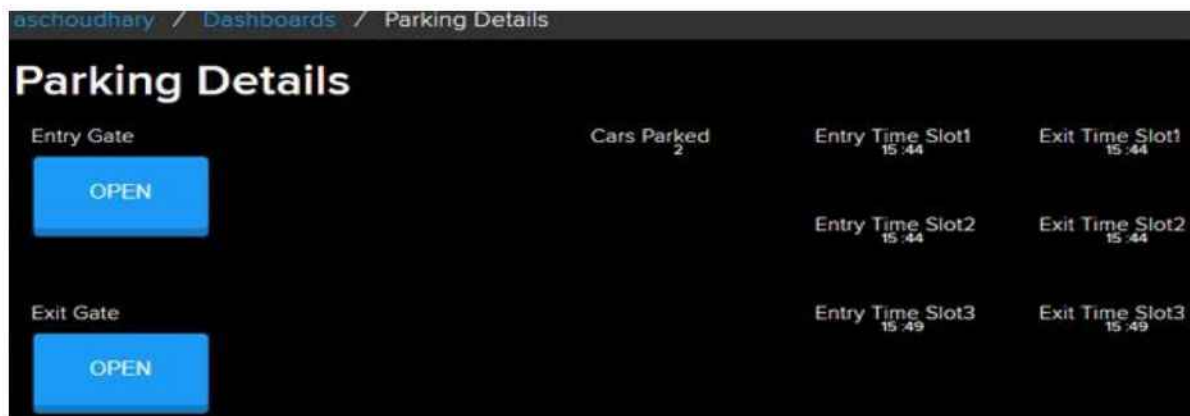 aschoudhary / Dashboards / Parking Details
Parking Details
Entry Gate
OPEN
Cars Parked
2
Entry Time Slot1
15 :44
Exit Time Slot1
15 :44
Entry Time Slot2
15 :44
Exit Time Slot2
15 :44
Exit Gate
OPEN
Entry Time Slot3
15 :49
Exit Time Slot3
15 :49